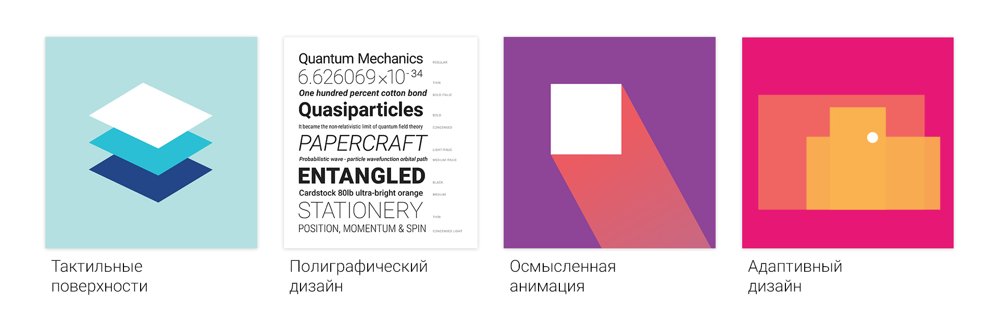 Quantum Mechanics REGULAR
6.626069×10⁻³⁴ THIN
One hundred percent cotton bond BOLD ITALIC
Quasiparticles BOLD
It became the non-relativistic limit of quantum field theory CONDENSED
PAPERCRAFT LIGHT ITALIC
Probabilistic wave - particle wavefunction orbital path MEDIUM ITALIC
ENTANGLED BLACK
Cardstock 80lb ultra-bright orange MEDIUM
STATIONERY THIN
POSITION, MOMENTUM & SPIN CONDENSED LIGHT
Тактильные
поверхности
Полиграфический
дизайн
Осмысленная
анимация
Адаптивный
дизайн